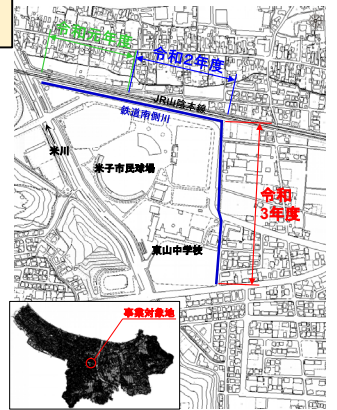 令和元年度
令和2年度
JR山陰本線
鉄道南側川
米川
米子市民球場
令和
3年度
東山中学校
事業対象地